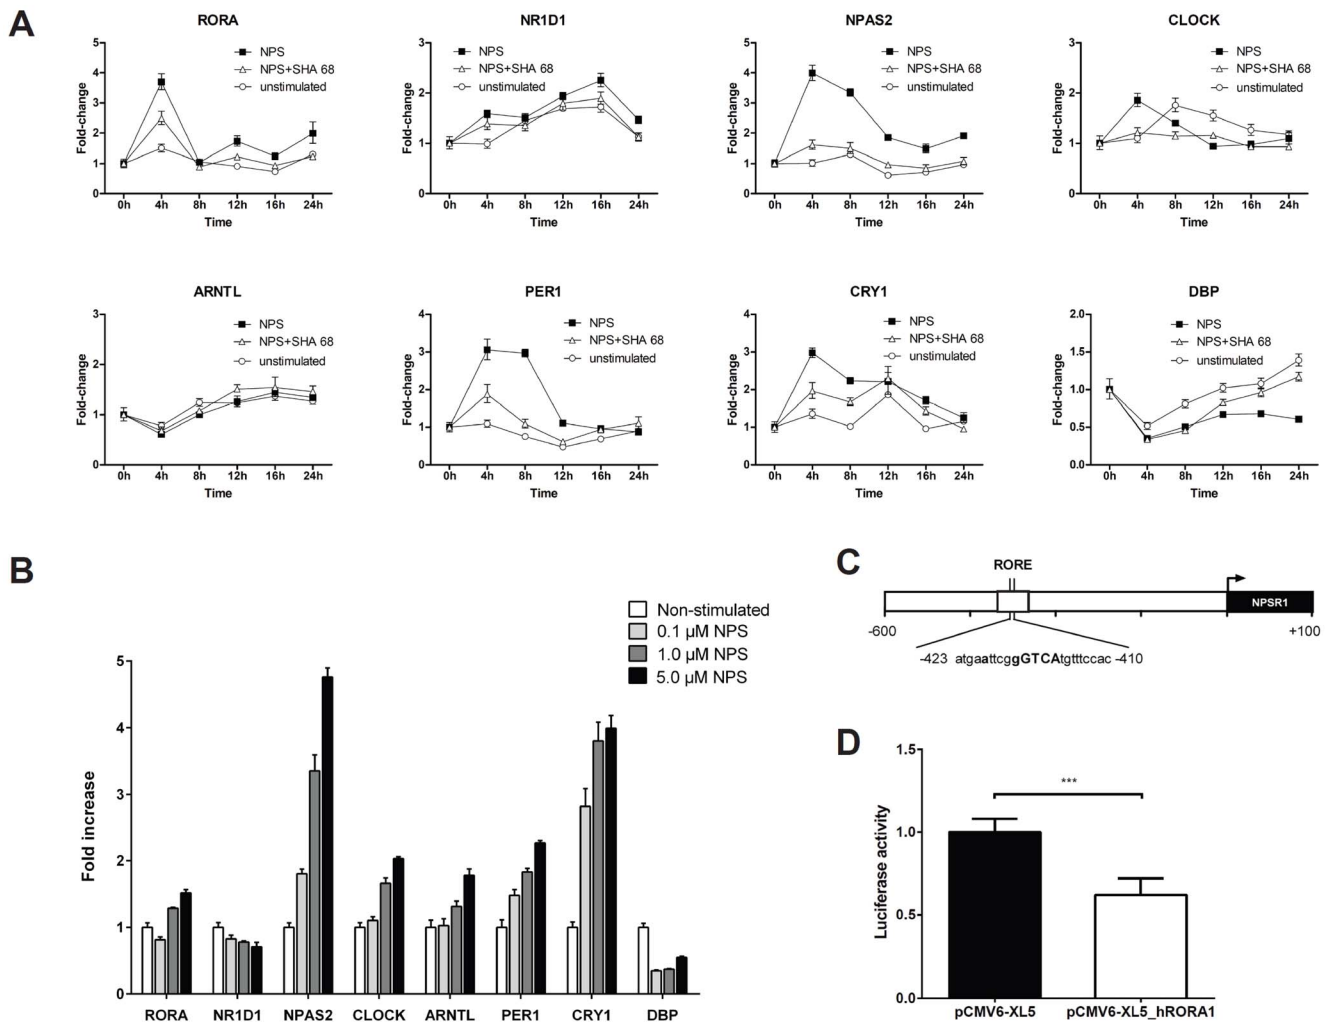 A
RORA
5
4
3
2
1
0
Fold-change
NPS
NPS+SHA 68
unstimulated
0h 4h 8h 12h 16h 24h
Time
NR1D1
3
2
1
0
Fold-change
NPS
NPS+SHA 68
unstimulated
0h 4h 8h 12h 16h 24h
Time
NPAS2
5
4
3
2
1
0
Fold-change
NPS
NPS+SHA 68
unstimulated
0h 4h 8h 12h 16h 24h
Time
CLOCK
3
2
1
0
Fold-change
NPS
NPS+SHA 68
unstimulated
0h 4h 8h 12h 16h 24h
Time
ARNTL
3
2
1
0
Fold-change
NPS
NPS+SHA 68
unstimulated
0h 4h 8h 12h 16h 24h
Time
PER1
4
3
2
1
0
Fold-change
NPS
NPS+SHA 68
unstimulated
0h 4h 8h 12h 16h 24h
Time
CRY1
4
3
2
1
0
Fold-change
NPS
NPS+SHA 68
unstimulated
0h 4h 8h 12h 16h 24h
Time
DBP
2.0
1.5
1.0
0.5
0.0
Fold-change
NPS
NPS+SHA 68
unstimulated
0h 4h 8h 12h 16h 24h
Time
B
Non-stimulated
0.1 µM NPS
1.0 µM NPS
5.0 µM NPS
5
4
3
2
1
0
Fold increase
RORA NR1D1 NPAS2 CLOCK ARNTL PER1 CRY1 DBP
C
RORE
NPSR1
-600 +100
-423 atgaattcggGTCAtgtttccac -410
D
1.5
1.0
0.5
0.0
Luciferase activity
***
pCMV6-XL5 pCMV6-XL5_hRORA1